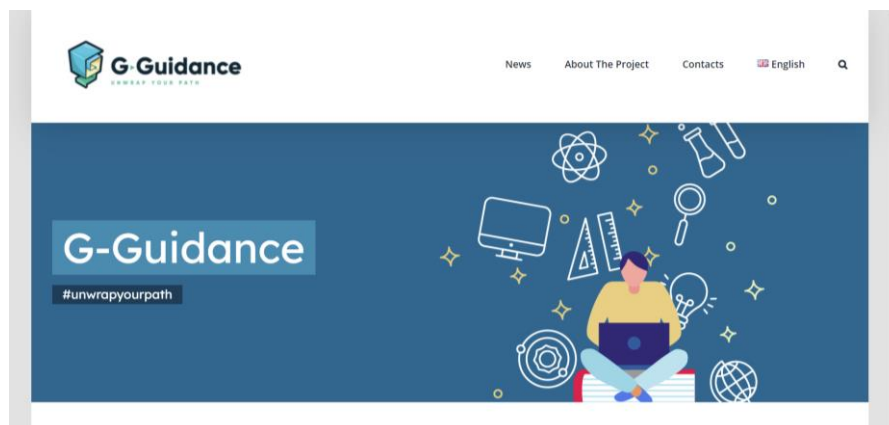 G-Guidance
UNWRAP YOUR PATH
News About The Project Contacts English
G-Guidance
#unwrapyourpath